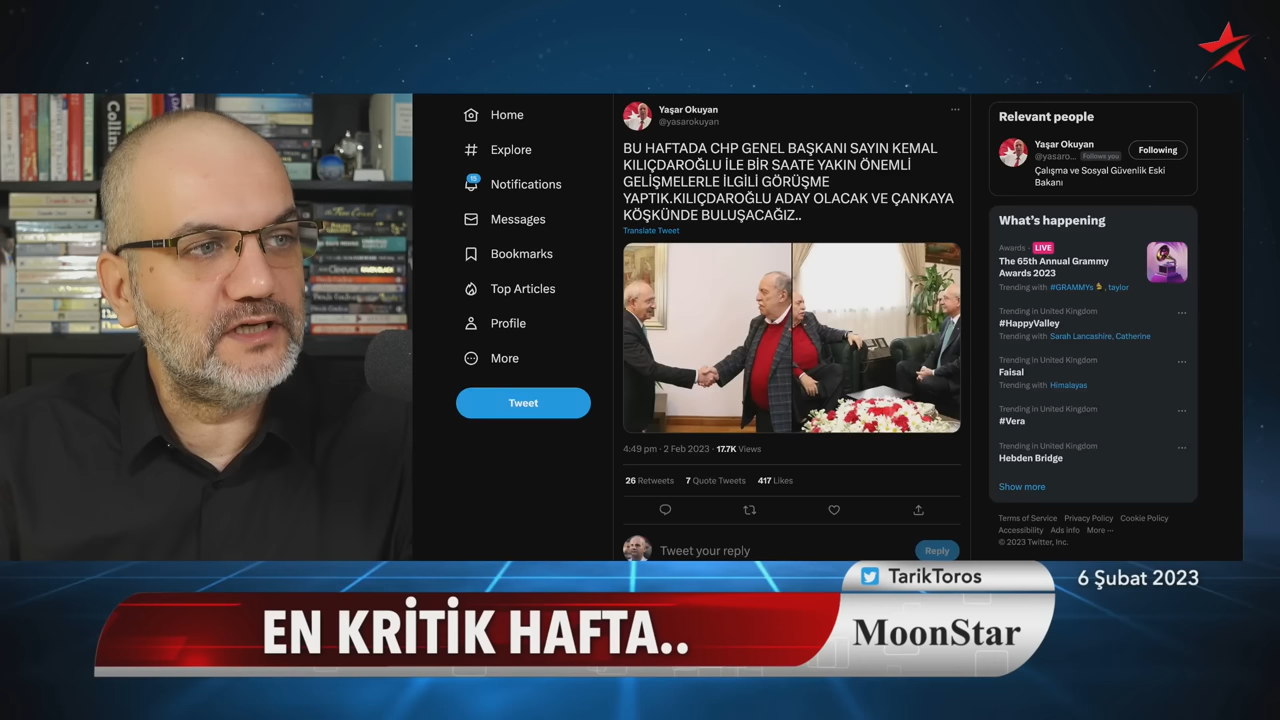 Collins
Home
Explore
15
Notifications
Messages
Bookmarks
Top Articles
Profile
More
Tweet
Yaşar Okuyan
@yasarokuyan
BU HAFTADA CHP GENEL BAŞKANI SAYIN KEMAL
KILIÇDAROĞLU İLE BİR SAATE YAKIN ÖNEMLİ
GELİŞMELERLE İLGİLİ GÖRÜŞME
YAPTIK.KILIÇDAROĞLU ADAY OLACAK VE ÇANKAYA
KÖŞKÜNDE BULUŞACAĞIZ..
Translate Tweet
4:49 pm · 2 Feb 2023 · 17.7K Views
26 Retweets 7 Quote Tweets 417 Likes
Tweet your reply
Reply
Relevant people
Yaşar Okuyan
@yasaro... Follows you
Following
Çalışma ve Sosyal Güvenlik Eski
Bakanı
What's happening
Awards · LIVE
The 65th Annual Grammy
Awards 2023
Trending with #GRAMMYs, taylor
Trending in United Kingdom
#HappyValley
Trending with Sarah Lancashire, Catherine
Trending in United Kingdom
Faisal
Trending with Himalayas
Trending in United Kingdom
#Vera
Trending in United Kingdom
Hebden Bridge
Show more
Terms of Service Privacy Policy Cookie Policy
Accessibility Ads info More ···
© 2023 Twitter, Inc.
TarikToros
6 Şubat 2023
EN KRİTİK HAFTA..
MoonStar